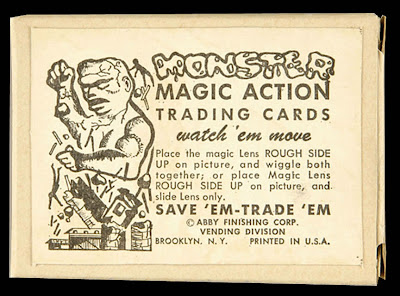 MONSTER
MAGIC ACTION
TRADING CARDS
watch 'em move
Place the magic Lens ROUGH SIDE
UP on picture, and wiggle both
together; or place Magic Lens
ROUGH SIDE UP on picture, and
slide Lens only.
SAVE 'EM-TRADE 'EM
© ABBY FINISHING CORP.
VENDING DIVISION
BROOKLYN, N. Y. PRINTED IN U.S.A.